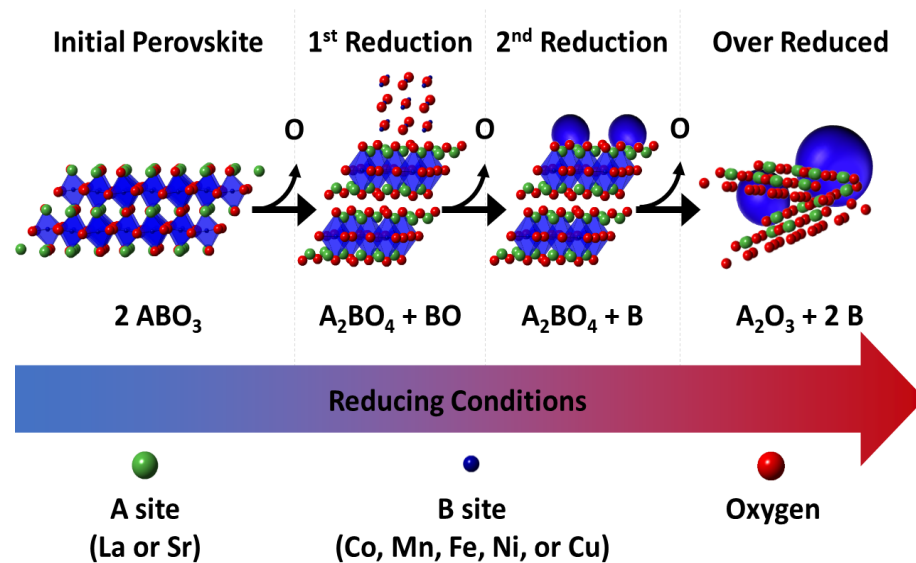 Initial Perovskite
1st Reduction
2nd Reduction
Over Reduced
O
O
O
2 ABO₃
A₂BO₄ + BO
A₂BO₄ + B
A₂O₃ + 2 B
Reducing Conditions
A site
(La or Sr)
B site
(Co, Mn, Fe, Ni, or Cu)
Oxygen